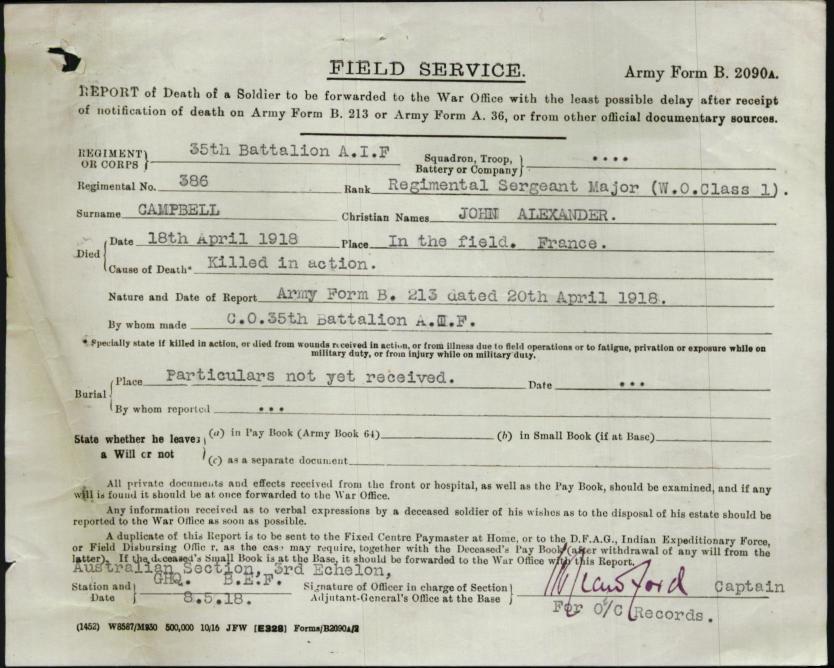 FIELD SERVICE.
Army Form B. 2090A.
REPORT of Death of a Soldier to be forwarded to the War Office with the least possible delay after receipt
of notification of death on Army Form B. 213 or Army Form A. 36, or from other official documentary sources.
REGIMENT OR CORPS } 35th Battalion A.I.F Squadron, Troop, Battery or Company } ....
Regimental No. 386 Rank Regimental Sergeant Major (W.O.Class 1).
Surname CAMPBELL Christian Names JOHN ALEXANDER.
Died { Date 18th April 1918 Place In the field. France.
Cause of Death* Killed in action.
Nature and Date of Report Army Form B. 213 dated 20th April 1918.
By whom made C.O.35th Battalion A.I.F.
* Specially state if killed in action, or died from wounds received in action, or from illness due to field operations or to fatigue, privation or exposure while on
military duty, or from injury while on military duty.
Burial { Place Particulars not yet received. Date ...
By whom reported ...
State whether he leaves a Will or not { (a) in Pay Book (Army Book 64) (b) in Small Book (if at Base)
(c) as a separate document
All private documents and effects received from the front or hospital, as well as the Pay Book, should be examined, and if any
will is found it should be at once forwarded to the War Office.
Any information received as to verbal expressions by a deceased soldier of his wishes as to the disposal of his estate should be
reported to the War Office as soon as possible.
A duplicate of this Report is to be sent to the Fixed Centre Paymaster at Home, or to the D.F.A.G., Indian Expeditionary Force,
or Field Disbursing Office r, as the case may require, together with the Deceased's Pay Book (after withdrawal of any will from the
latter). If the deceased's Small Book is at the Base, it should be forwarded to the War Office with this Report.
Australian Section, 3rd Echelon,
Station and Date GHQ. B.E.F. 8.5.18. Signature of Officer in charge of Section Adjutant-General's Office at the Base } Crawford Captain
For O/C Records.
(1452) W8587/M930 500,000 10/16 JFW [E328] Forms/B2090A/2